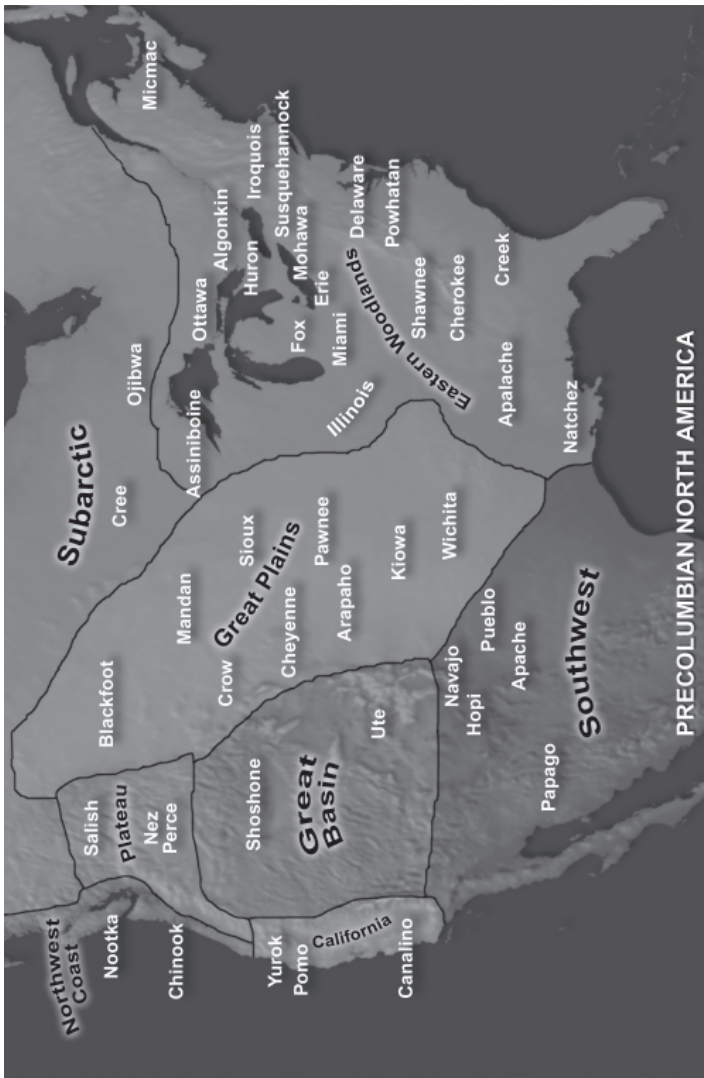 Northwest
Coast
Nootka
Chinook
Salish
Plateau
Nez
Perce
Yurok
Pomo
California
Canalino
Shoshone
Great
Basin
Ute
Blackfoot
Mandan
Crow
Sioux
Great Plains
Cheyenne
Pawnee
Arapaho
Kiowa
Wichita
Subarctic
Cree
Ojibwa
Assiniboine
Ottawa
Algonkin
Micmac
Huron
Iroquois
Susquehannock
Mohawa
Erie
Fox
Miami
Illinois
Delaware
Powhatan
Eastern Woodlands
Shawnee
Cherokee
Creek
Apalache
Natchez
Navajo
Hopi
Pueblo
Apache
Papago
Southwest
PRECOLUMBIAN NORTH AMERICA